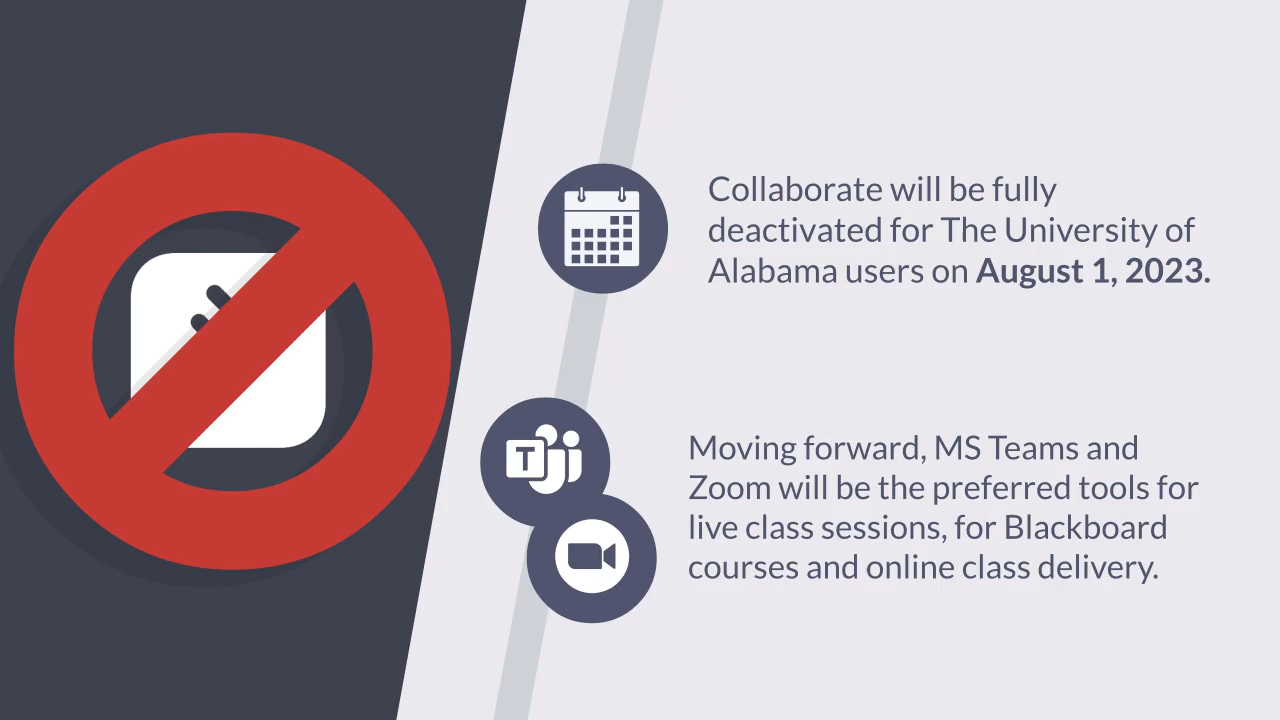 Collaborate will be fully
deactivated for The University of
Alabama users on August 1, 2023.
T
Moving forward, MS Teams and
Zoom will be the preferred tools for
live class sessions, for Blackboard
courses and online class delivery.